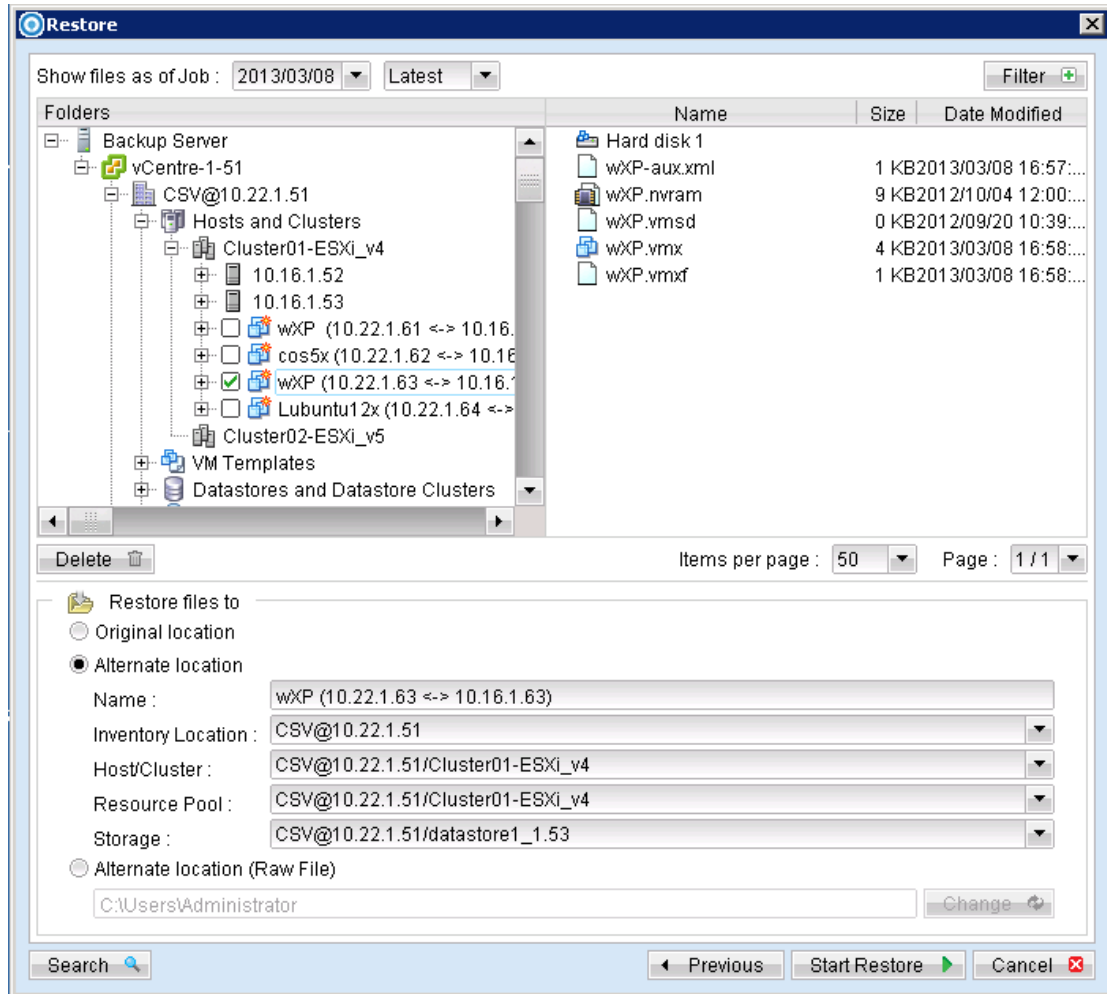 Restore
Show files as of Job : 2013/03/08 Latest Filter
Folders Name Size Date Modified
Backup Server
vCentre-1-51
CSV@10.22.1.51
Hosts and Clusters
Cluster01-ESXi_v4
10.16.1.52
10.16.1.53
wXP (10.22.1.61 <-> 10.16.
cos5x (10.22.1.62 <-> 10.16
wXP (10.22.1.63 <-> 10.16.1
Lubuntu12x (10.22.1.64 <->
Cluster02-ESXi_v5
VM Templates
Datastores and Datastore Clusters
Hard disk 1
wXP-aux.xml 1 KB 2013/03/08 16:57:...
wXP.nvram 9 KB 2012/10/04 12:00:...
wXP.vmsd 0 KB 2012/09/20 10:39:...
wXP.vmx 4 KB 2013/03/08 16:58:...
wXP.vmxf 1 KB 2013/03/08 16:58:...
Delete Items per page : 50 Page : 1 / 1
Restore files to
Original location
Alternate location
Name : wXP (10.22.1.63 <-> 10.16.1.63)
Inventory Location : CSV@10.22.1.51
Host/Cluster : CSV@10.22.1.51/Cluster01-ESXi_v4
Resource Pool : CSV@10.22.1.51/Cluster01-ESXi_v4
Storage : CSV@10.22.1.51/datastore1_1.53
Alternate location (Raw File)
C:\Users\Administrator Change
Search Previous Start Restore Cancel